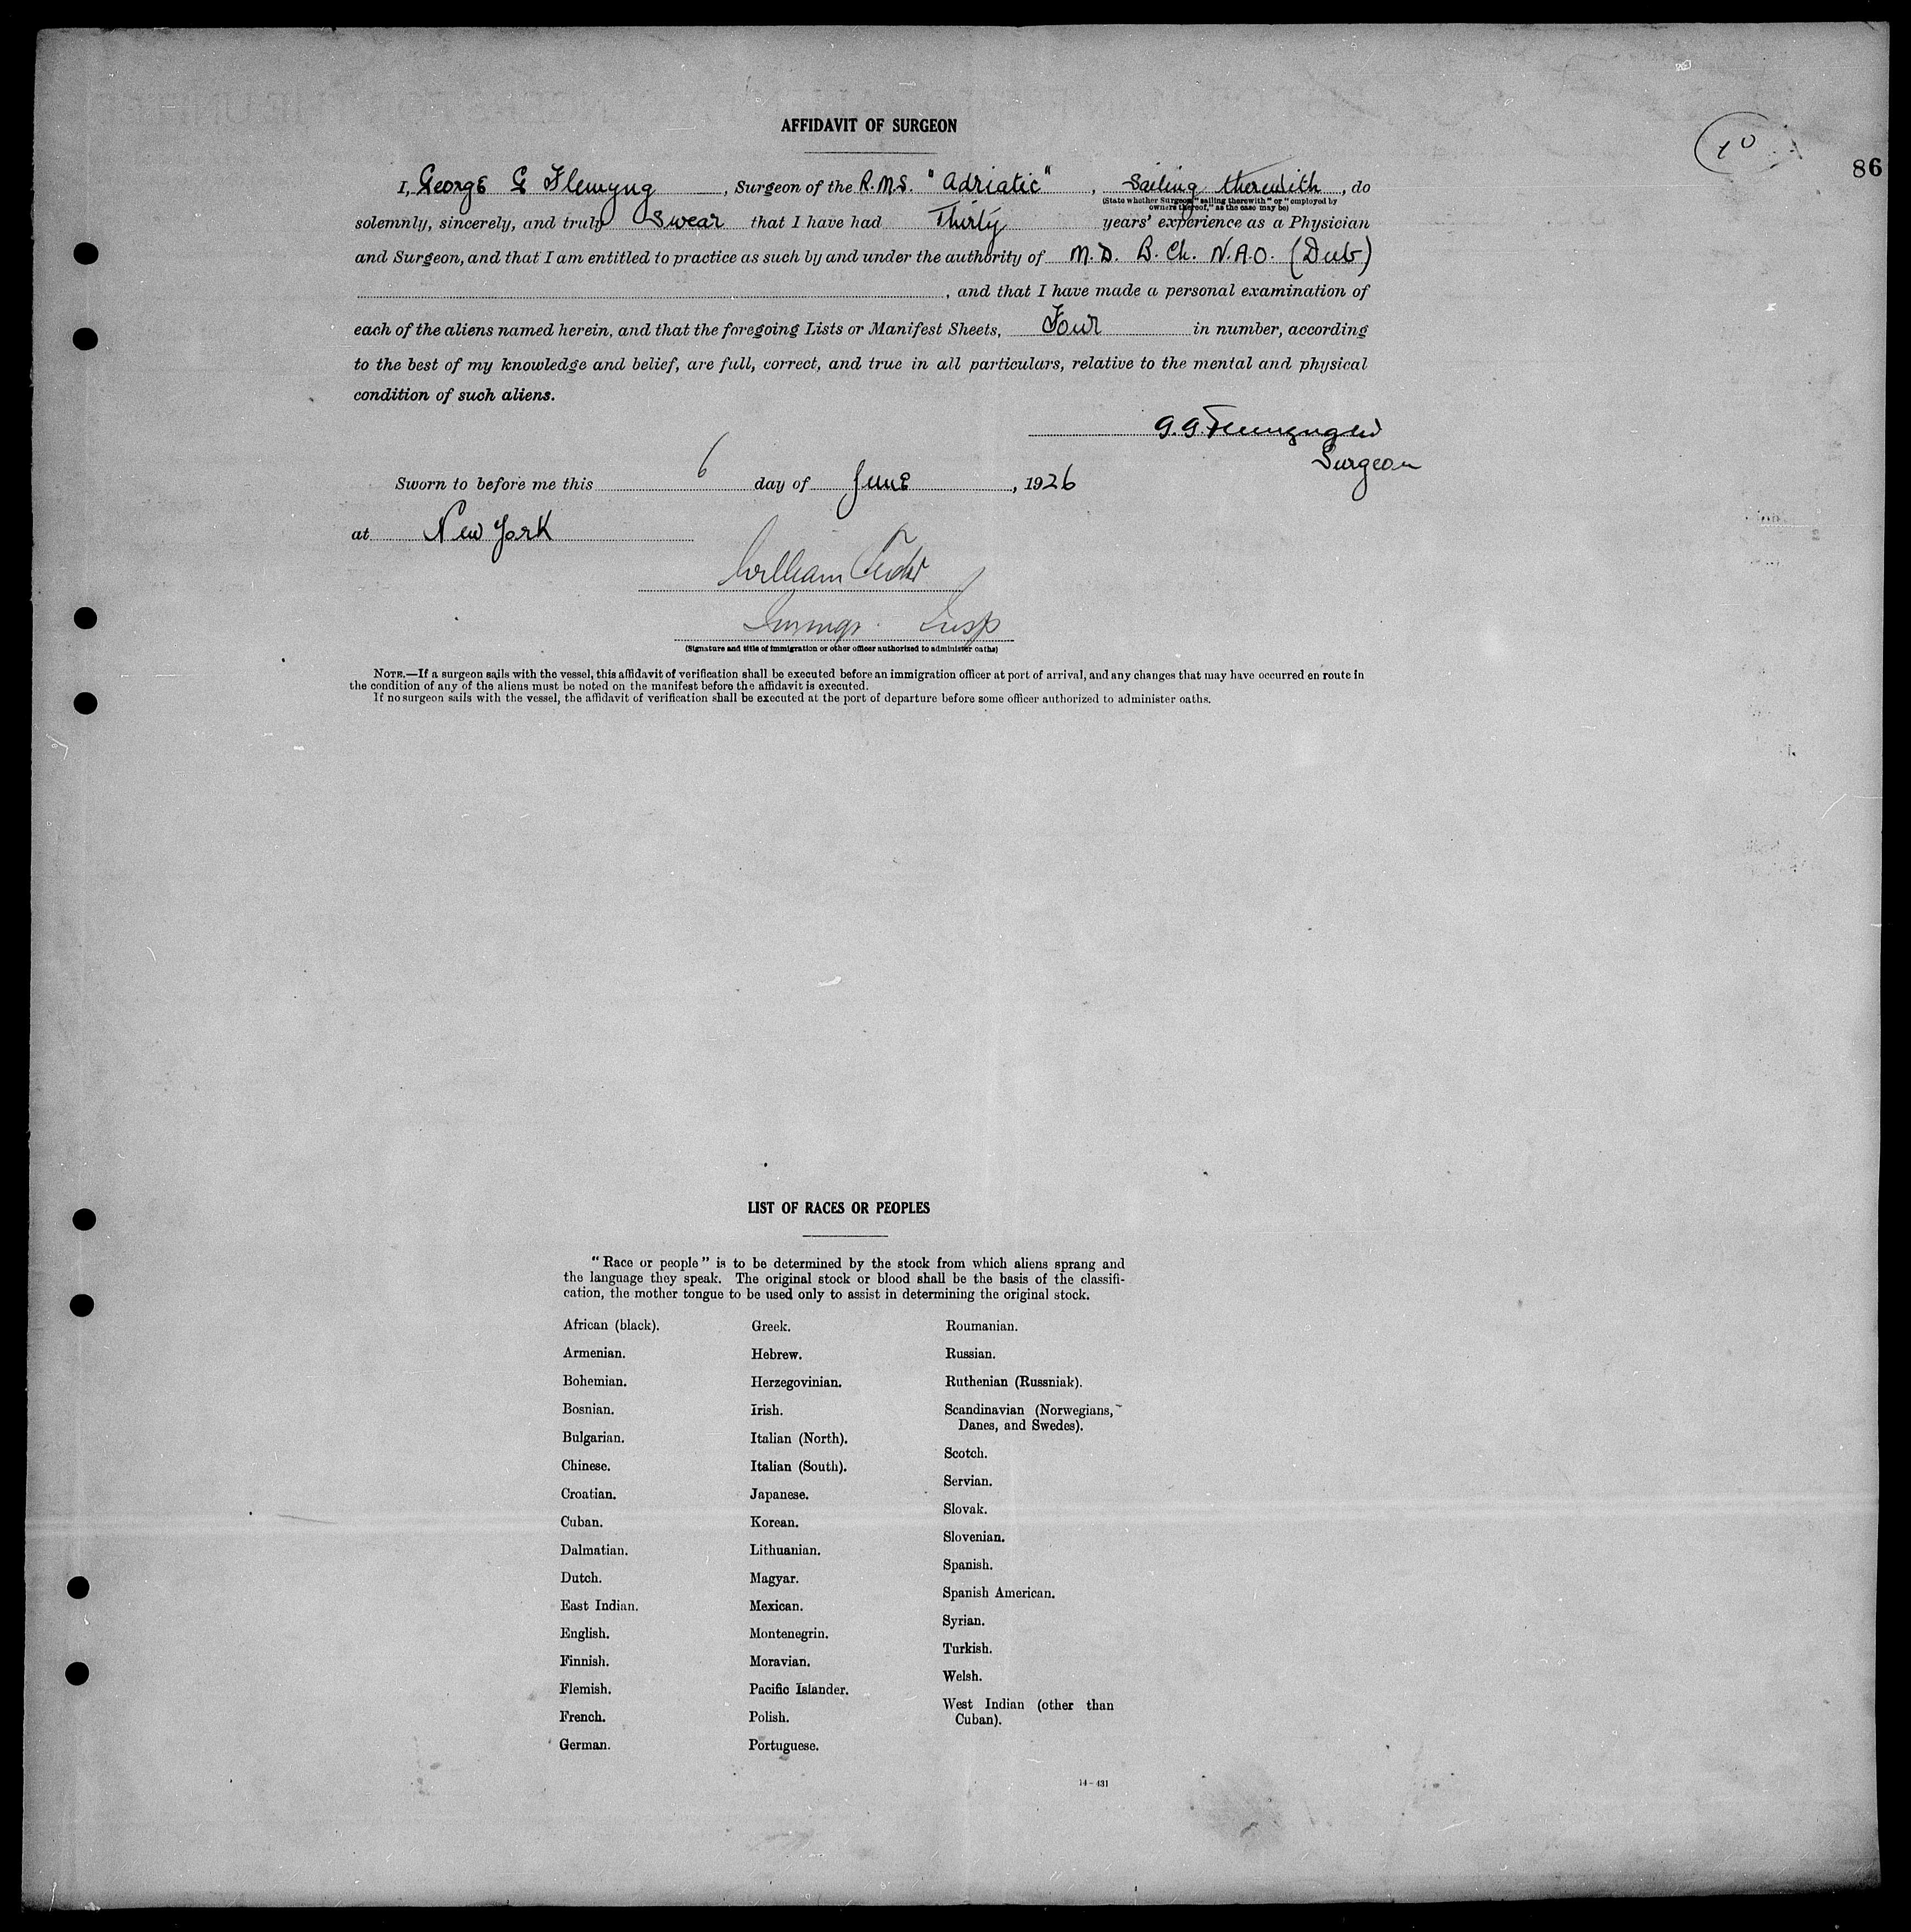 AFFIDAVIT OF SURGEON
10
86
I, George G Flemyng, Surgeon of the R.M.S. "Adriatic", Sailing therewith, do
(State whether Surgeon "sailing therewith" or "employed by
owners thereof," as the case may be)
solemnly, sincerely, and truly swear that I have had Thirty years' experience as a Physician
and Surgeon, and that I am entitled to practice as such by and under the authority of M.D. B.Ch. N.A.O. (Dub)
, and that I have made a personal examination of
each of the aliens named herein, and that the foregoing Lists or Manifest Sheets, Four in number, according
to the best of my knowledge and belief, are full, correct, and true in all particulars, relative to the mental and physical
condition of such aliens.
G.G. Flemyng
Surgeon
Sworn to before me this 6 day of June, 1926
at New York
William
Immigr. Insp
(Signature and title of immigration or other officer authorized to administer oaths)
NOTE.—If a surgeon sails with the vessel, this affidavit of verification shall be executed before an immigration officer at port of arrival, and any changes that may have occurred en route in
the condition of any of the aliens must be noted on the manifest before the affidavit is executed.
If no surgeon sails with the vessel, the affidavit of verification shall be executed at the port of departure before some officer authorized to administer oaths.
LIST OF RACES OR PEOPLES
"Race or people" is to be determined by the stock from which aliens sprang and
the language they speak. The original stock or blood shall be the basis of the classifi-
cation, the mother tongue to be used only to assist in determining the original stock.
African (black).
Armenian.
Bohemian.
Bosnian.
Bulgarian.
Chinese.
Croatian.
Cuban.
Dalmatian.
Dutch.
East Indian.
English.
Finnish.
Flemish.
French.
German.
Greek.
Hebrew.
Herzegovinian.
Irish.
Italian (North).
Italian (South).
Japanese.
Korean.
Lithuanian.
Magyar.
Mexican.
Montenegrin.
Moravian.
Pacific Islander.
Polish.
Portuguese.
Roumanian.
Russian.
Ruthenian (Russniak).
Scandinavian (Norwegians,
Danes, and Swedes).
Scotch.
Servian.
Slovak.
Slovenian.
Spanish.
Spanish American.
Syrian.
Turkish.
Welsh.
West Indian (other than
Cuban).
14-431